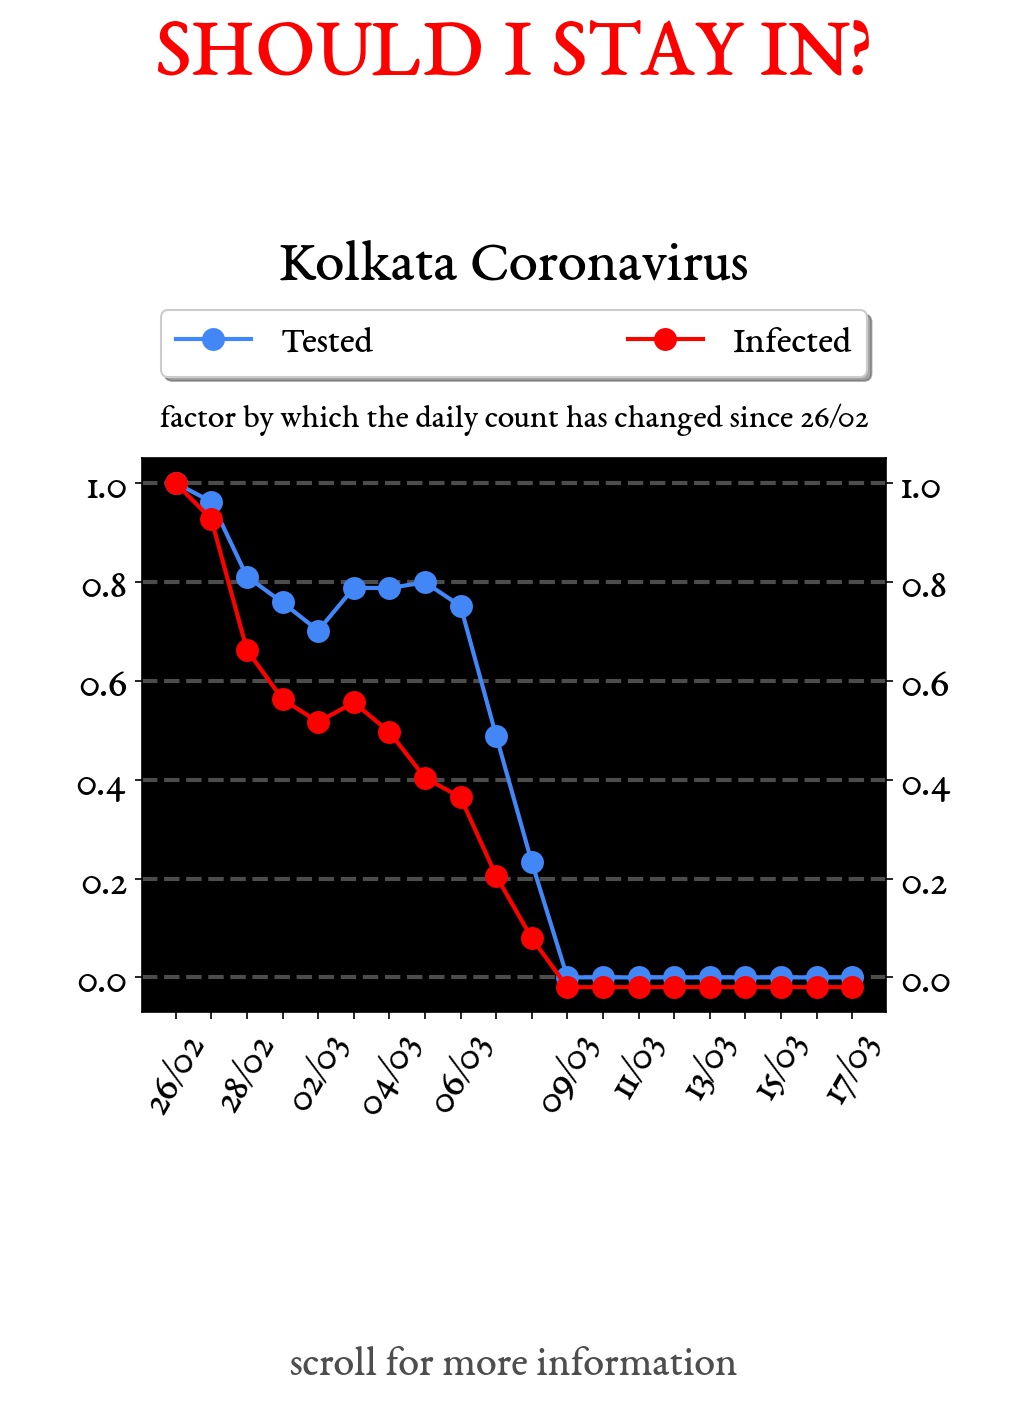 SHOULD I STAY IN?
Kolkata Coronavirus
Tested Infected
factor by which the daily count has changed since 26/02
1.0 1.0
0.8 0.8
0.6 0.6
0.4 0.4
0.2 0.2
0.0 0.0
26/02 28/02 02/03 04/03 06/03 09/03 11/03 13/03 15/03 17/03
scroll for more information